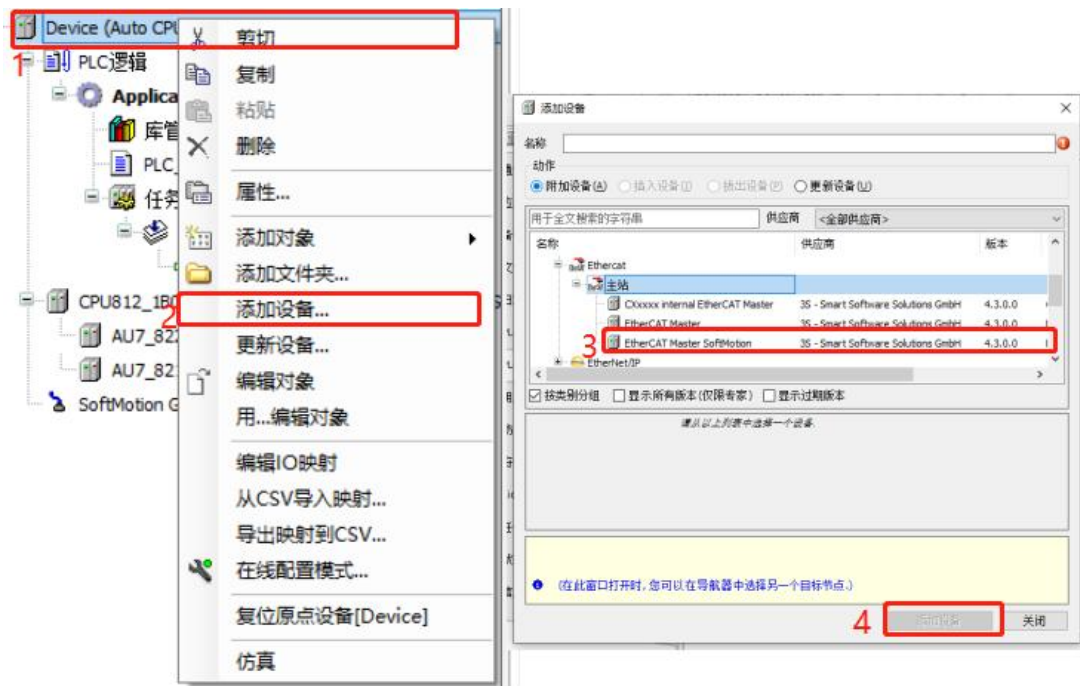 Device (Auto CPU
1
PLC逻辑
Applica
库管
PLC_
任务
CPU812_1B0
AU7_822
AU7_82
SoftMotion G
剪切
复制
粘贴
删除
属性...
添加对象
添加文件夹...
2
添加设备...
更新设备...
编辑对象
用...编辑对象
编辑IO映射
从CSV导入映射...
导出映射到CSV...
在线配置模式...
复位原点设备[Device]
仿真
添加设备
名称
动作
附加设备(A) 插入设备(I) 拔出设备(P) 更新设备(U)
用于全文搜索的字符串 供应商 <全部供应商>
名称 供应商 版本
Ethercat
主站
CXxxxx internal EtherCAT Master 3S - Smart Software Solutions GmbH 4.3.0.0
EtherCAT Master 3S - Smart Software Solutions GmbH 4.3.0.0
3 EtherCAT Master SoftMotion 3S - Smart Software Solutions GmbH 4.3.0.0
EtherNet/IP
按类别分组 显示所有版本(仅限专家) 显示过期版本
请从以上列表中选择一个设备.
(在此窗口打开时,您可以在导航器中选择另一个目标节点.)
4 添加设备 关闭